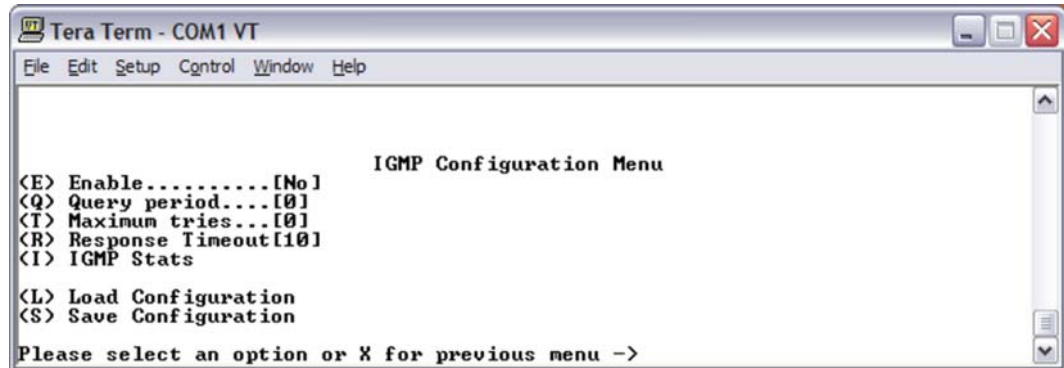 Tera Term - COM1 VT
File Edit Setup Control Window Help
IGMP Configuration Menu
(E) Enable..........[No]
(Q) Query period....[0]
(T) Maximum tries...[0]
(R) Response Timeout[10]
(I) IGMP Stats
(L) Load Configuration
(S) Save Configuration
Please select an option or X for previous menu ->